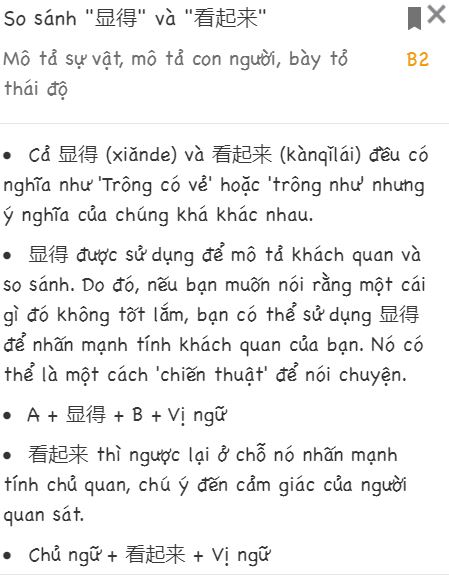 So sánh "显得" và "看起来"
Mô tả sự vật, mô tả con người, bày tỏ
thái độ
B2
• Cả 显得 (xiǎnde) và 看起来 (kànqǐlái) đều có
nghĩa như 'Trông có vẻ' hoặc 'trông như' nhưng
ý nghĩa của chúng khá khác nhau.
• 显得 được sử dụng để mô tả khách quan và
so sánh. Do đó, nếu bạn muốn nói rằng một cái
gì đó không tốt lắm, bạn có thể sử dụng 显得
để nhấn mạnh tính khách quan của bạn. Nó có
thể là một cách 'chiến thuật' để nói chuyện.
• A + 显得 + B + Vị ngữ
• 看起来 thì ngược lại ở chỗ nó nhấn mạnh
tính chủ quan, chú ý đến cảm giác của người
quan sát.
• Chủ ngữ + 看起来 + Vị ngữ